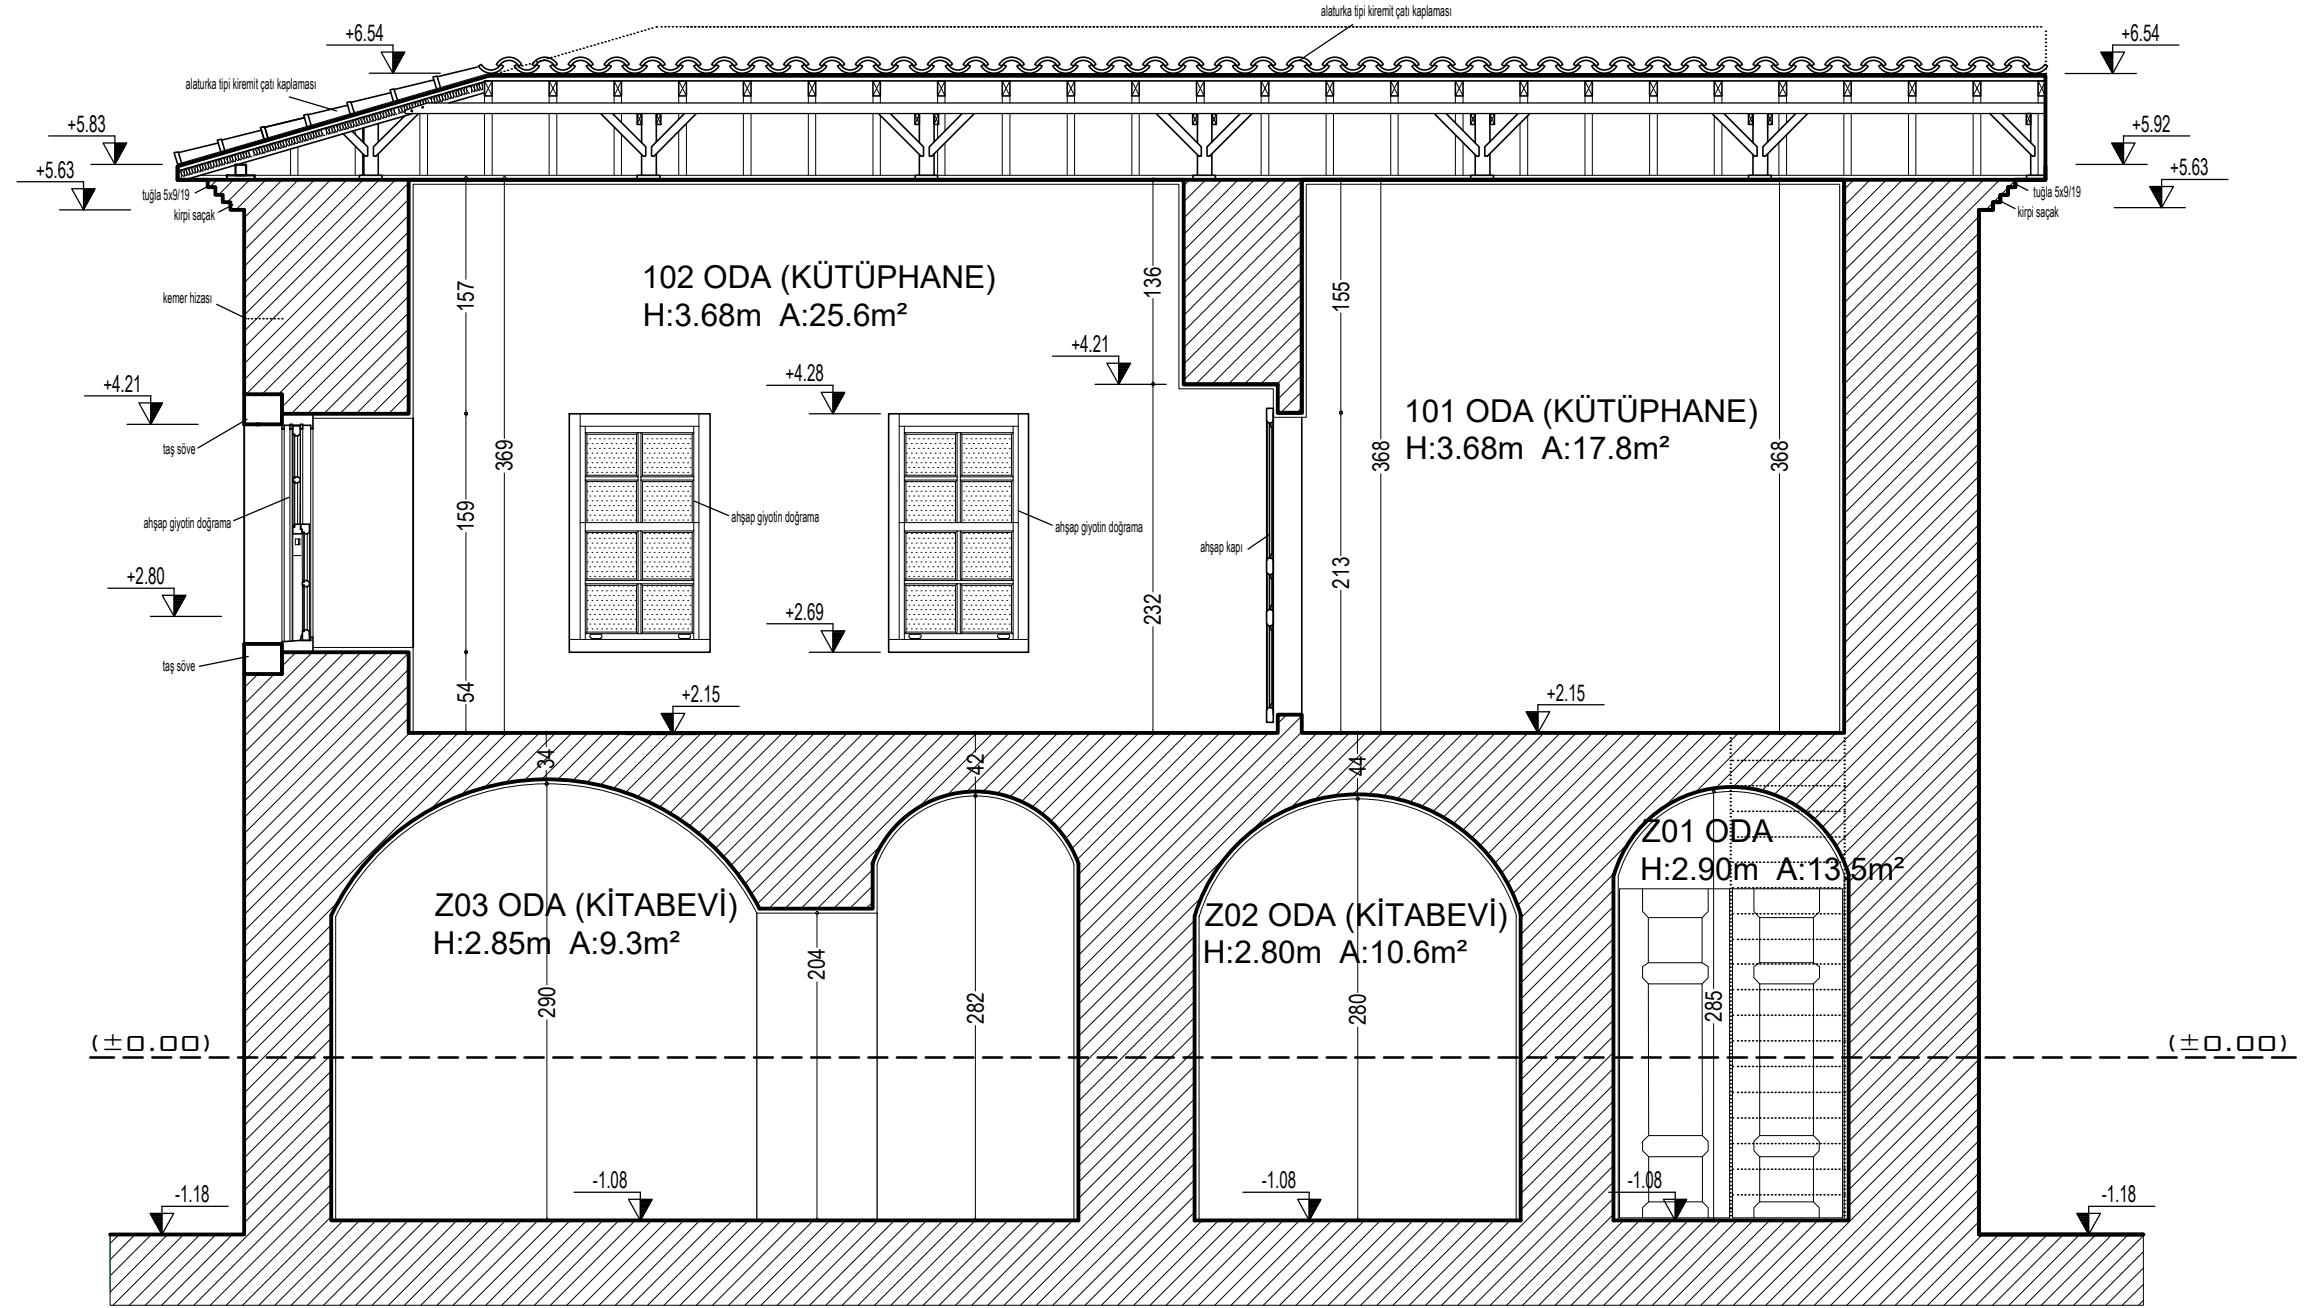 alaturka tipi kiremit çatı kaplaması
+6.54
+6.54
alaturka tipi kiremit çatı kaplaması
+5.83
+5.92
+5.63
+5.63
tuğla 5x9/19
kirpi saçak
tuğla 5x9/19
kirpi saçak
102 ODA (KÜTÜPHANE)
H:3.68m A:25.6m²
157
136
155
kemer hizası
+4.21
+4.28
+4.21
101 ODA (KÜTÜPHANE)
H:3.68m A:17.8m²
taş söve
369
368
368
ahşap giyotin doğrama
159
ahşap giyotin doğrama
ahşap giyotin doğrama
ahşap kapı
213
+2.80
+2.69
232
taş söve
54
+2.15
+2.15
34
42
44
Z01 ODA
H:2.90m A:13.5m²
Z03 ODA (KİTABEVİ)
H:2.85m A:9.3m²
Z02 ODA (KİTABEVİ)
H:2.80m A:10.6m²
204
290
282
280
285
(±0.00)
(±0.00)
-1.18
-1.08
-1.08
-1.08
-1.18